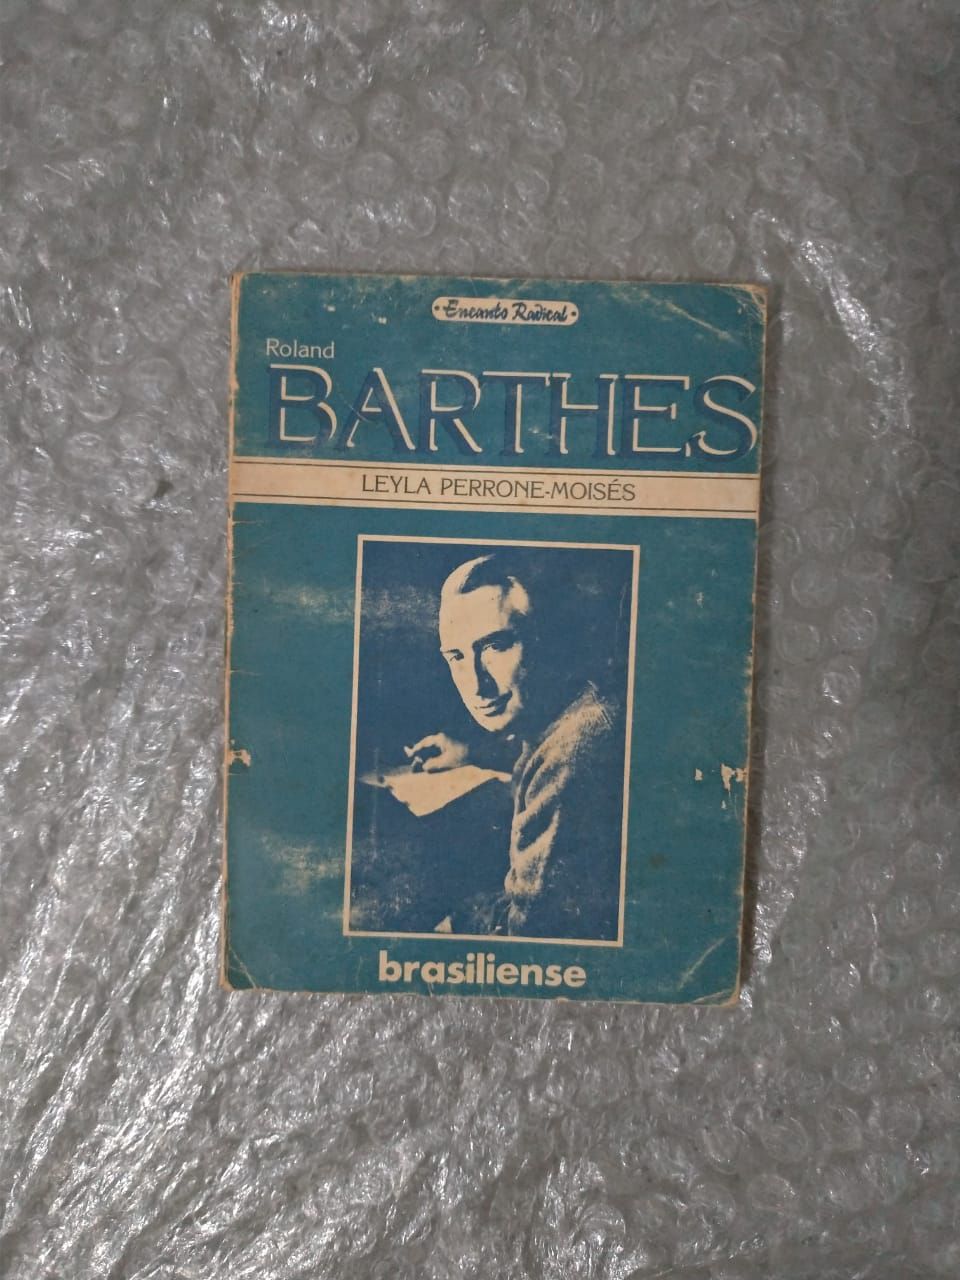 • Encanto Radical •
Roland
BARTHES
LEYLA PERRONE-MOISÉS
brasiliense